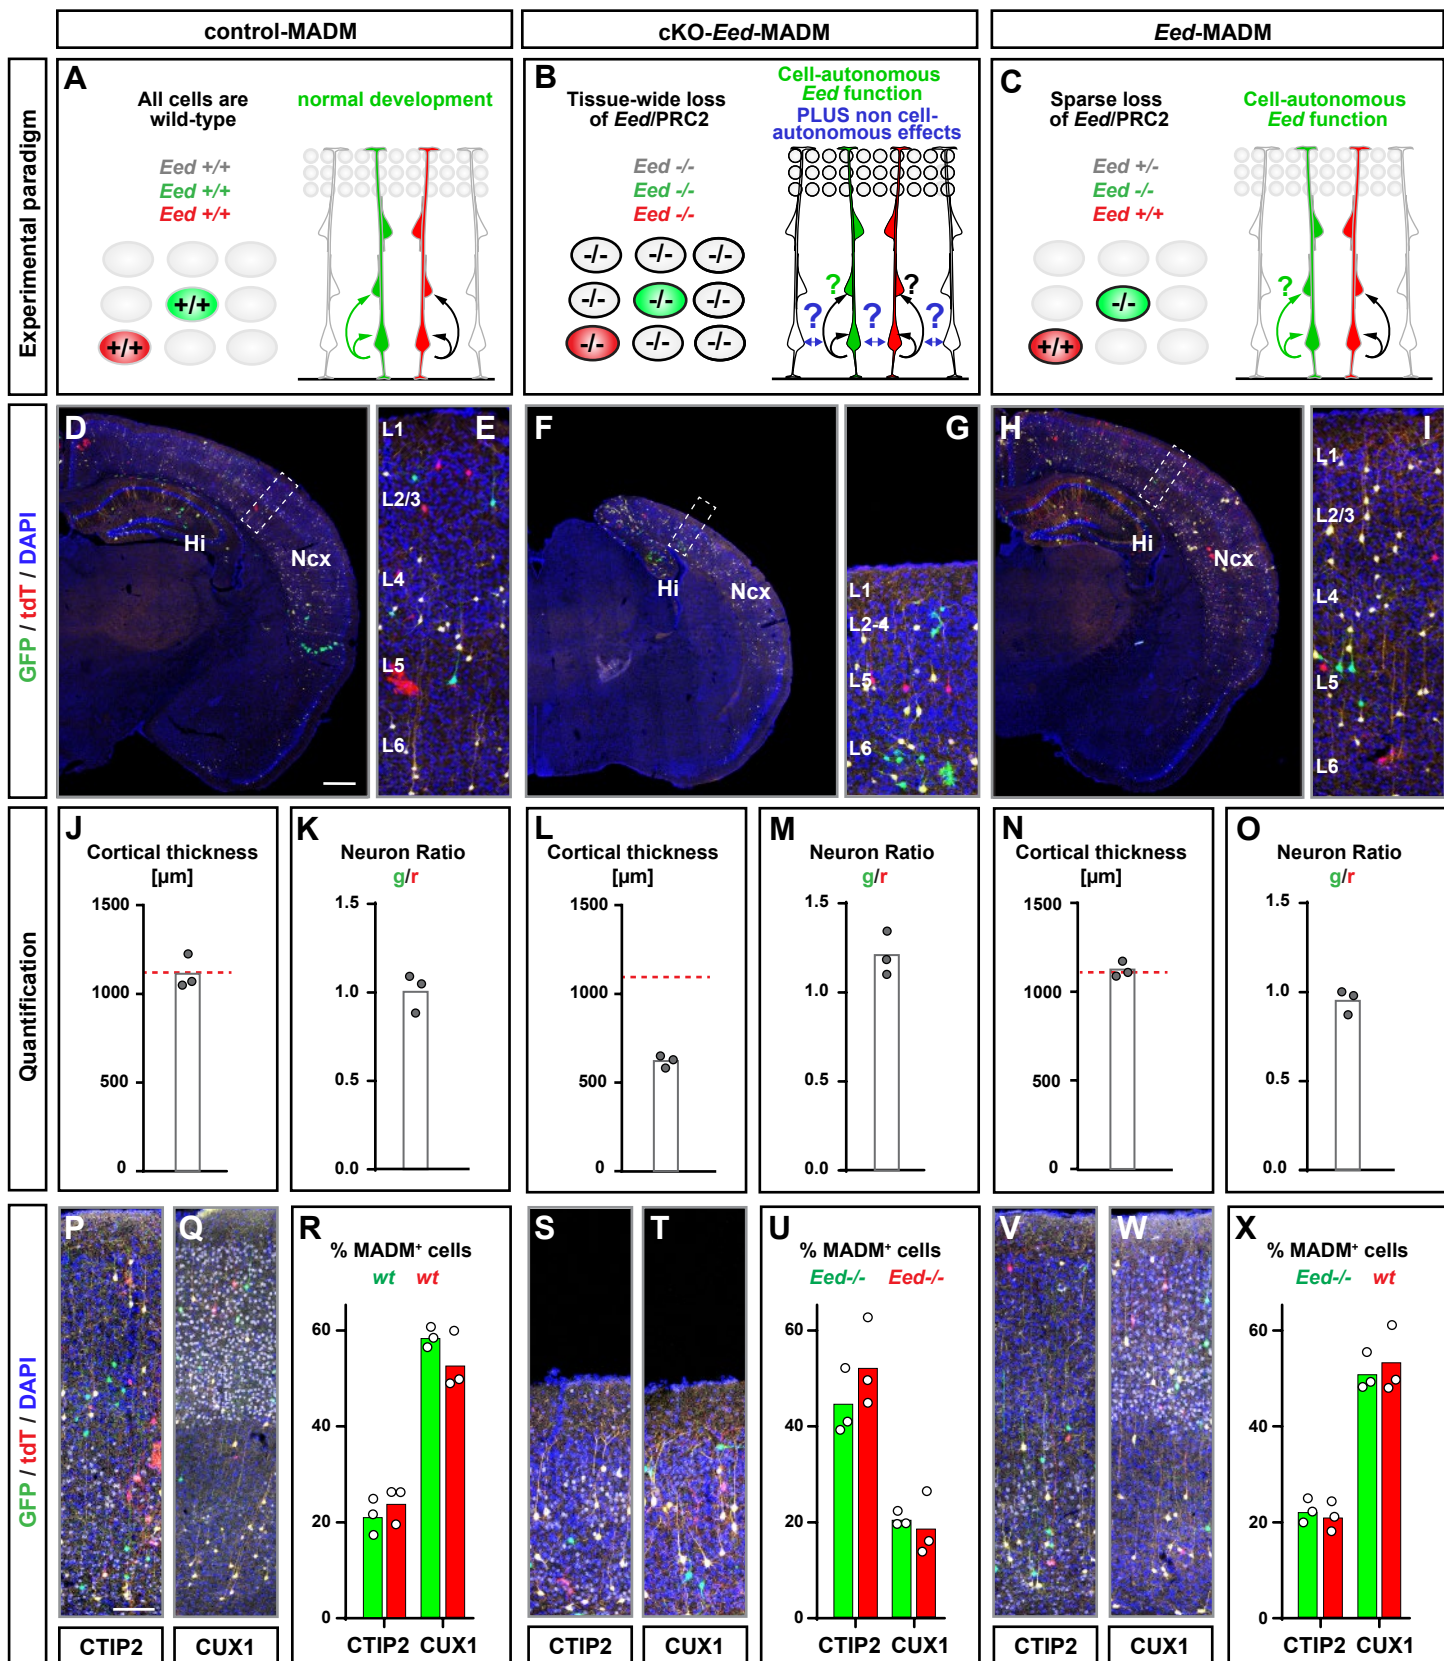 control-MADM
cKO-Eed-MADM
Eed-MADM
Experimental paradigm
A
All cells are
wild-type
normal development
Eed +/+
Eed +/+
Eed +/+
+/+
+/+
B
Tissue-wide loss
of Eed/PRC2
Cell-autonomous
Eed function
PLUS non cell-
autonomous effects
Eed -/-
Eed -/-
Eed -/-
-/- -/- -/-
-/- -/- -/-
-/- -/- -/-
? ?
? ? ?
C
Sparse loss
of Eed/PRC2
Cell-autonomous
Eed function
Eed +/-
Eed -/-
Eed +/+
-/-
+/+
?
GFP / tdT / DAPI
D
Hi
Ncx
E
L1
L2/3
L4
L5
L6
F
Hi
Ncx
G
L1
L2-4
L5
L6
H
Hi
Ncx
I
L1
L2/3
L4
L5
L6
Quantification
J
Cortical thickness
[µm]
1500
1000
500
0
K
Neuron Ratio
g/r
1.5
1.0
0.5
0.0
L
Cortical thickness
[µm]
1500
1000
500
0
M
Neuron Ratio
g/r
1.5
1.0
0.5
0.0
N
Cortical thickness
[µm]
1500
1000
500
0
O
Neuron Ratio
g/r
1.5
1.0
0.5
0.0
GFP / tdT / DAPI
P
CTIP2
Q
CUX1
R
% MADM+ cells
wt wt
60
40
20
0
CTIP2 CUX1
S
CTIP2
T
CUX1
U
% MADM+ cells
Eed-/- Eed-/-
60
40
20
0
CTIP2 CUX1
V
CTIP2
W
CUX1
X
% MADM+ cells
Eed-/- wt
60
40
20
0
CTIP2 CUX1